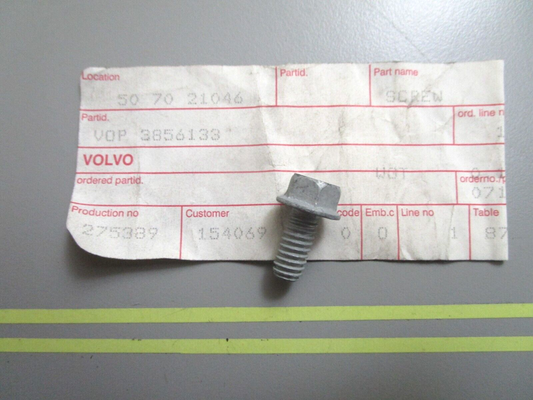 Location Partid. Part name
50 70 21046 SCREW
Partid. ord. line n
VOP 3856133 1
VOLVO
ordered partid. orderno./p
071
Production no Customer code Emb.c Line no Table
275389 154069 0 0 1 87